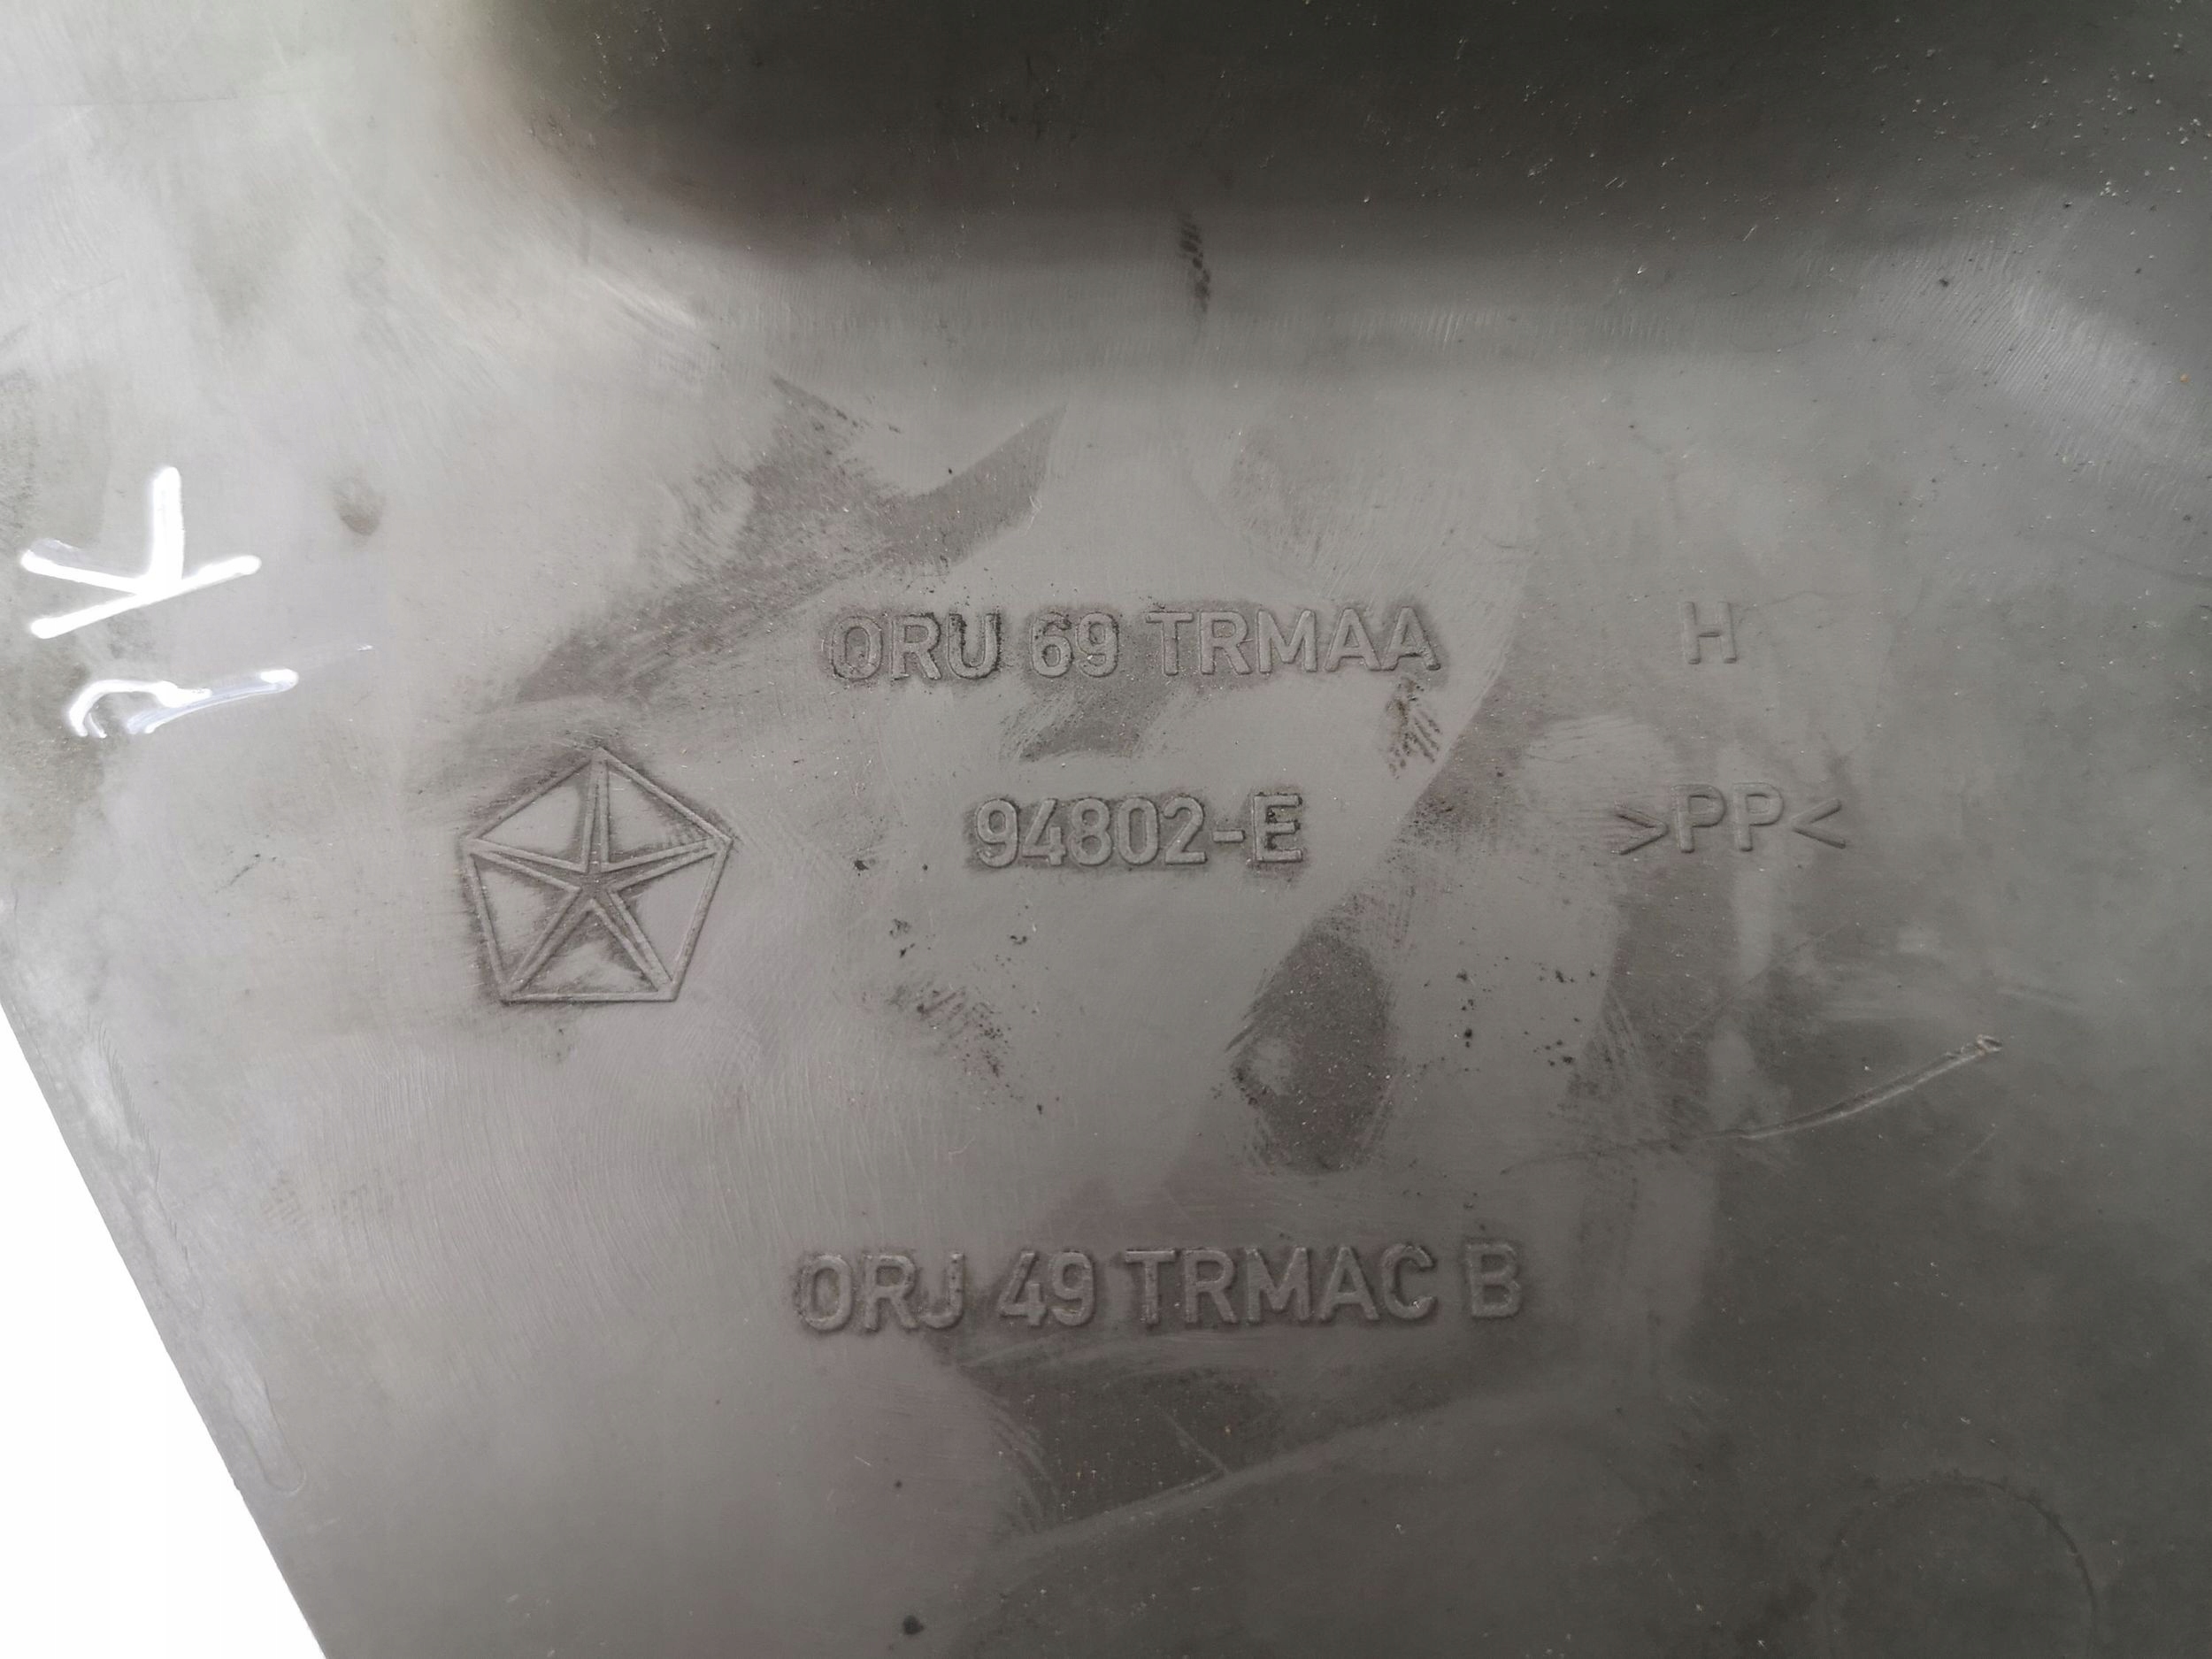 0RU 69 TRMAA H
94802-E >PP<
0RJ 49 TRMAC B
K